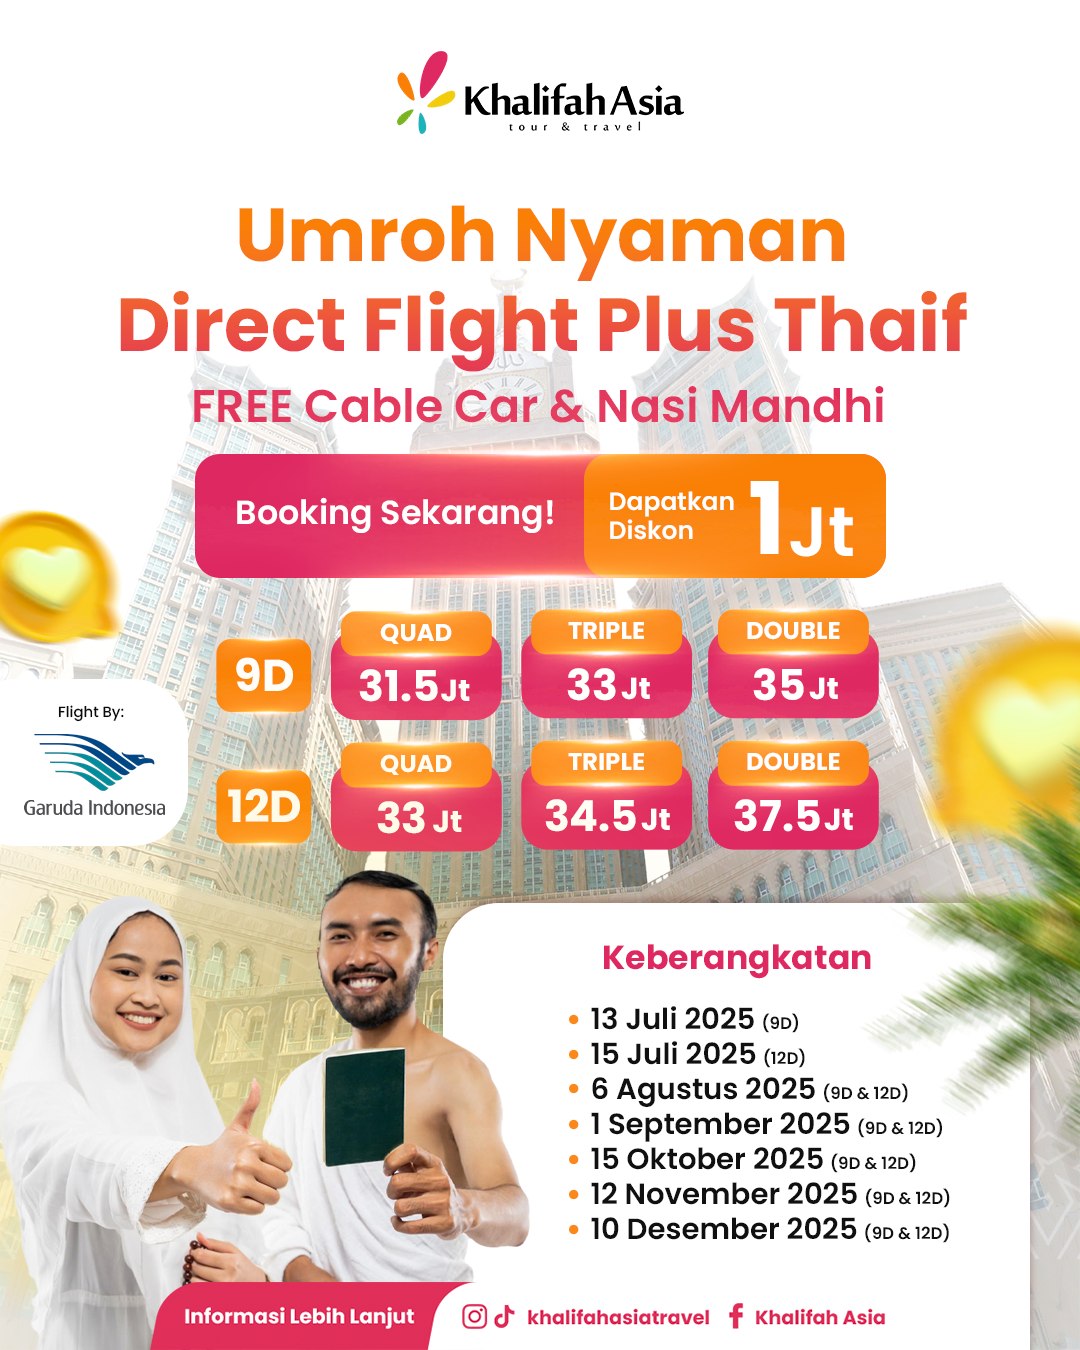 Khalifah Asia
tour & travel
Umroh Nyaman
Direct Flight Plus Thaif
FREE Cable Car & Nasi Mandhi
Booking Sekarang!
Dapatkan
Diskon
1Jt
9D
QUAD
31.5Jt
TRIPLE
33Jt
DOUBLE
35Jt
12D
QUAD
33 Jt
TRIPLE
34.5Jt
DOUBLE
37.5Jt
Flight By:
Garuda Indonesia
Keberangkatan
• 13 Juli 2025 (9D)
• 15 Juli 2025 (12D)
• 6 Agustus 2025 (9D & 12D)
• 1 September 2025 (9D & 12D)
• 15 Oktober 2025 (9D & 12D)
• 12 November 2025 (9D & 12D)
• 10 Desember 2025 (9D & 12D)
Informasi Lebih Lanjut
khalifahasiatravel
Khalifah Asia